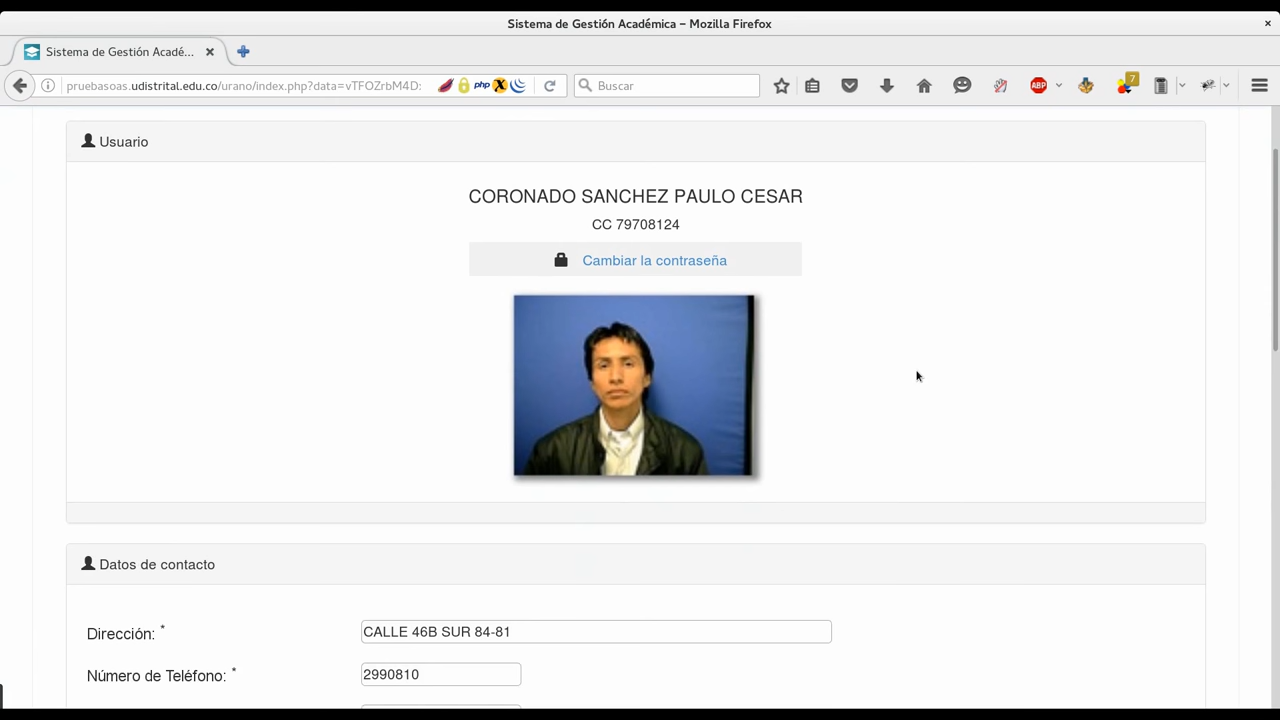 Sistema de Gestión Académica – Mozilla Firefox
Sistema de Gestión Acadé...
pruebasoas.udistrital.edu.co/urano/index.php?data=vTFOZrbM4D:
php
Buscar
ABP
7
Usuario
CORONADO SANCHEZ PAULO CESAR
CC 79708124
Cambiar la contraseña
Datos de contacto
Dirección: *
CALLE 46B SUR 84-81
Número de Teléfono: *
2990810